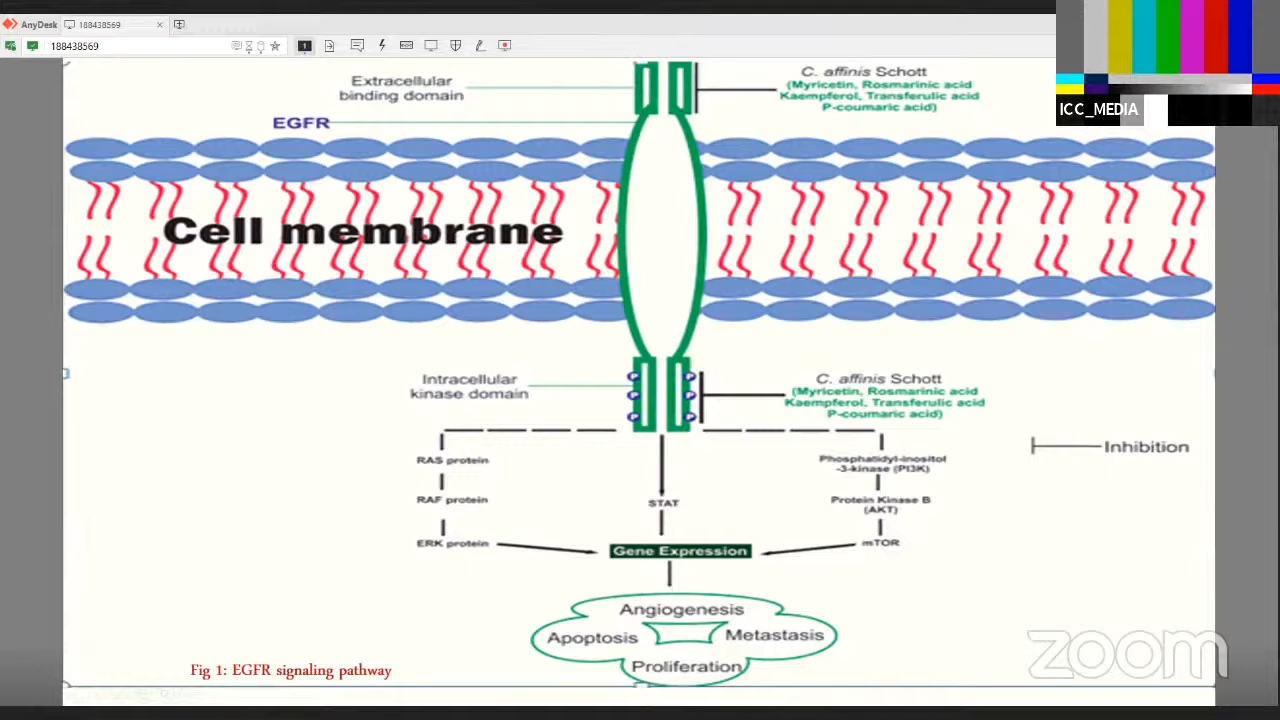 AnyDesk
188438569
188438569
1
ICC_MEDIA
Extracellular
binding domain
EGFR
C. affinis Schott
(Myricetin, Rosmarinic acid
Kaempferol, Transferulic acid
P-coumaric acid)
Cell membrane
Intracellular
kinase domain
P P
P P
P P
C. affinis Schott
(Myricetin, Rosmarinic acid
Kaempferol, Transferulic acid
P-coumaric acid)
Inhibition
RAS protein
RAF protein
ERK protein
STAT
Phosphatidyl-inositol
-3-kinase (PI3K)
Protein Kinase B
(AKT)
mTOR
Gene Expression
Angiogenesis
Apoptosis
Metastasis
Proliferation
Fig 1: EGFR signaling pathway
zoom